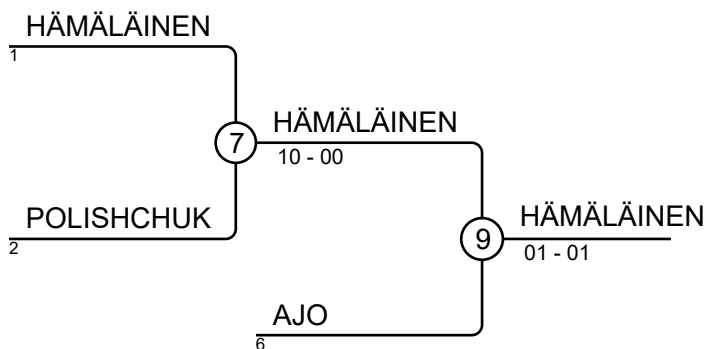 HÄMÄLÄINEN
1
7
HÄMÄLÄINEN
10 - 00
POLISHCHUK
2
9
HÄMÄLÄINEN
01 - 01
AJO
6